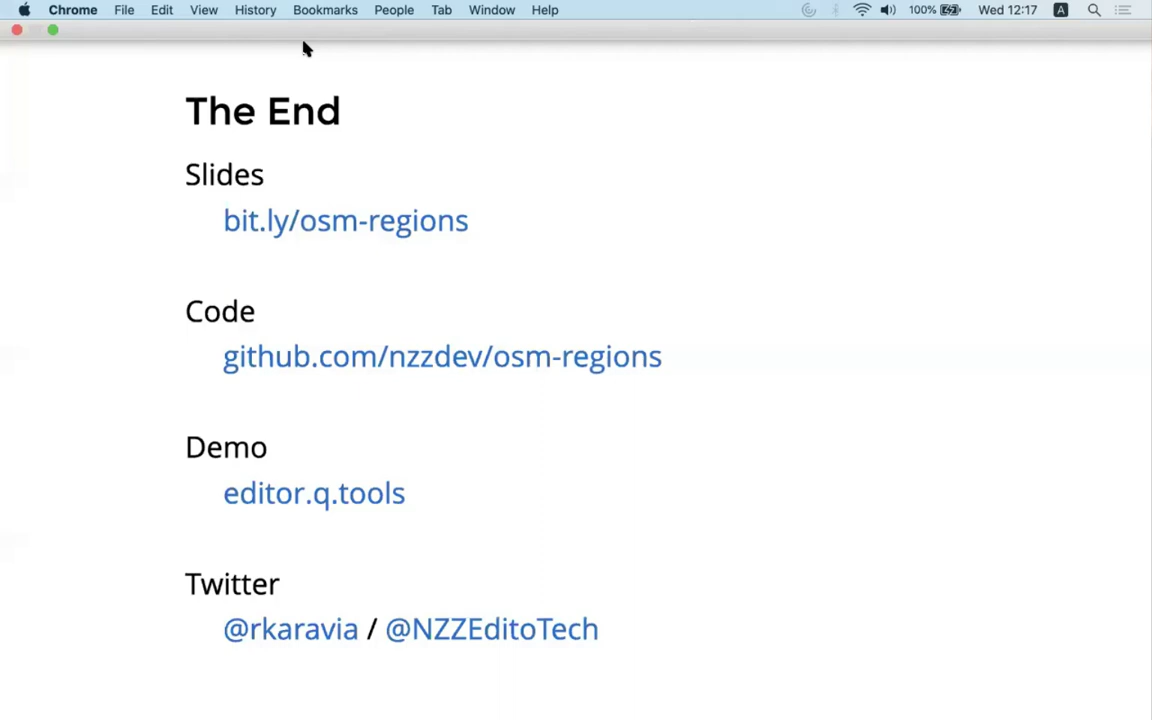 Chrome File Edit View History Bookmarks People Tab Window Help 100% Wed 12:17 A
The End
Slides
bit.ly/osm-regions
Code
github.com/nzzdev/osm-regions
Demo
editor.q.tools
Twitter
@rkaravia / @NZZEditoTech